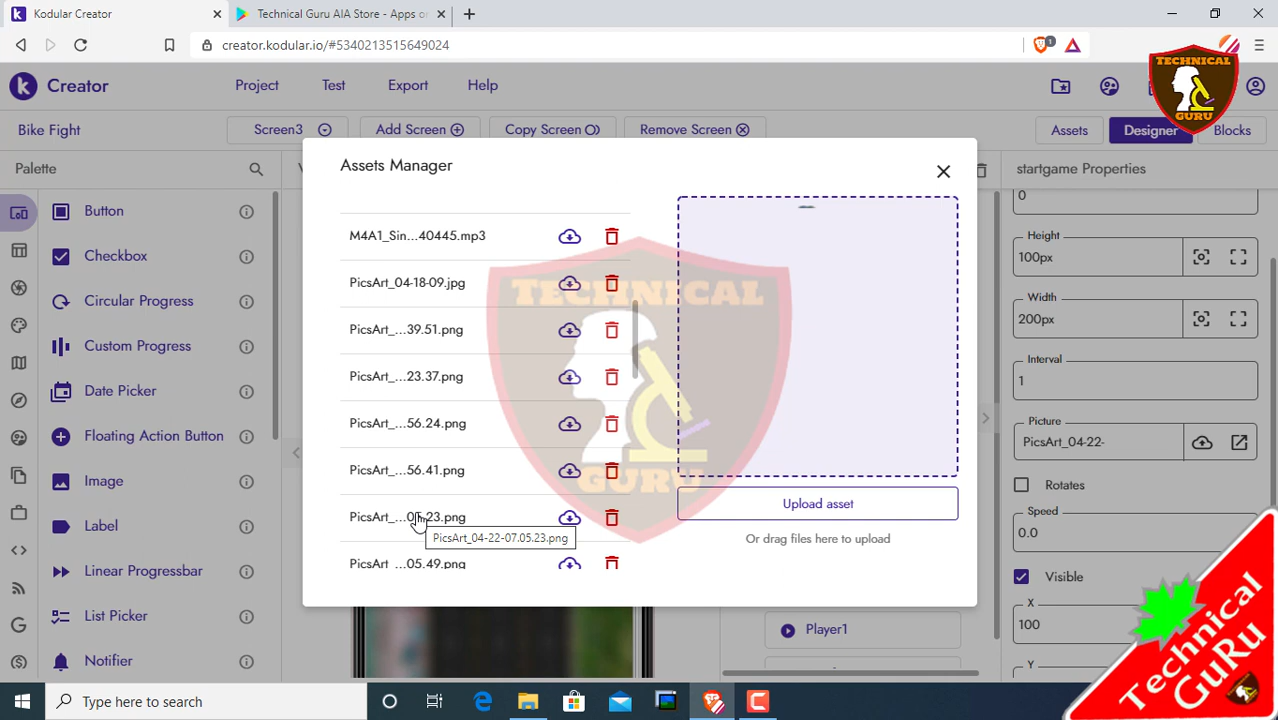 Kodular Creator
Technical Guru AIA Store - Apps o
creator.kodular.io/#5340213515649024
1
TECHNICAL
GURU
Creator
Project
Test
Export
Help
Bike Fight
Screen3
Add Screen
Copy Screen
Remove Screen
Assets
Designer
Blocks
Palette
Button
Checkbox
Circular Progress
Custom Progress
Date Picker
Floating Action Button
Image
Label
Linear Progressbar
List Picker
Notifier
Assets Manager
M4A1_Sin...40445.mp3
PicsArt_04-18-09.jpg
PicsArt_...39.51.png
PicsArt_...23.37.png
PicsArt_...56.24.png
PicsArt_...56.41.png
PicsArt_...05.23.png
PicsArt_04-22-07.05.23.png
PicsArt_...05.49.png
Upload asset
Or drag files here to upload
TECHNICAL
GURU
Player1
startgame Properties
0
Height
100px
Width
200px
Interval
1
Picture
PicsArt_04-22-
Rotates
Speed
0.0
Visible
X
100
Y
Technical
GuRu
Type here to search